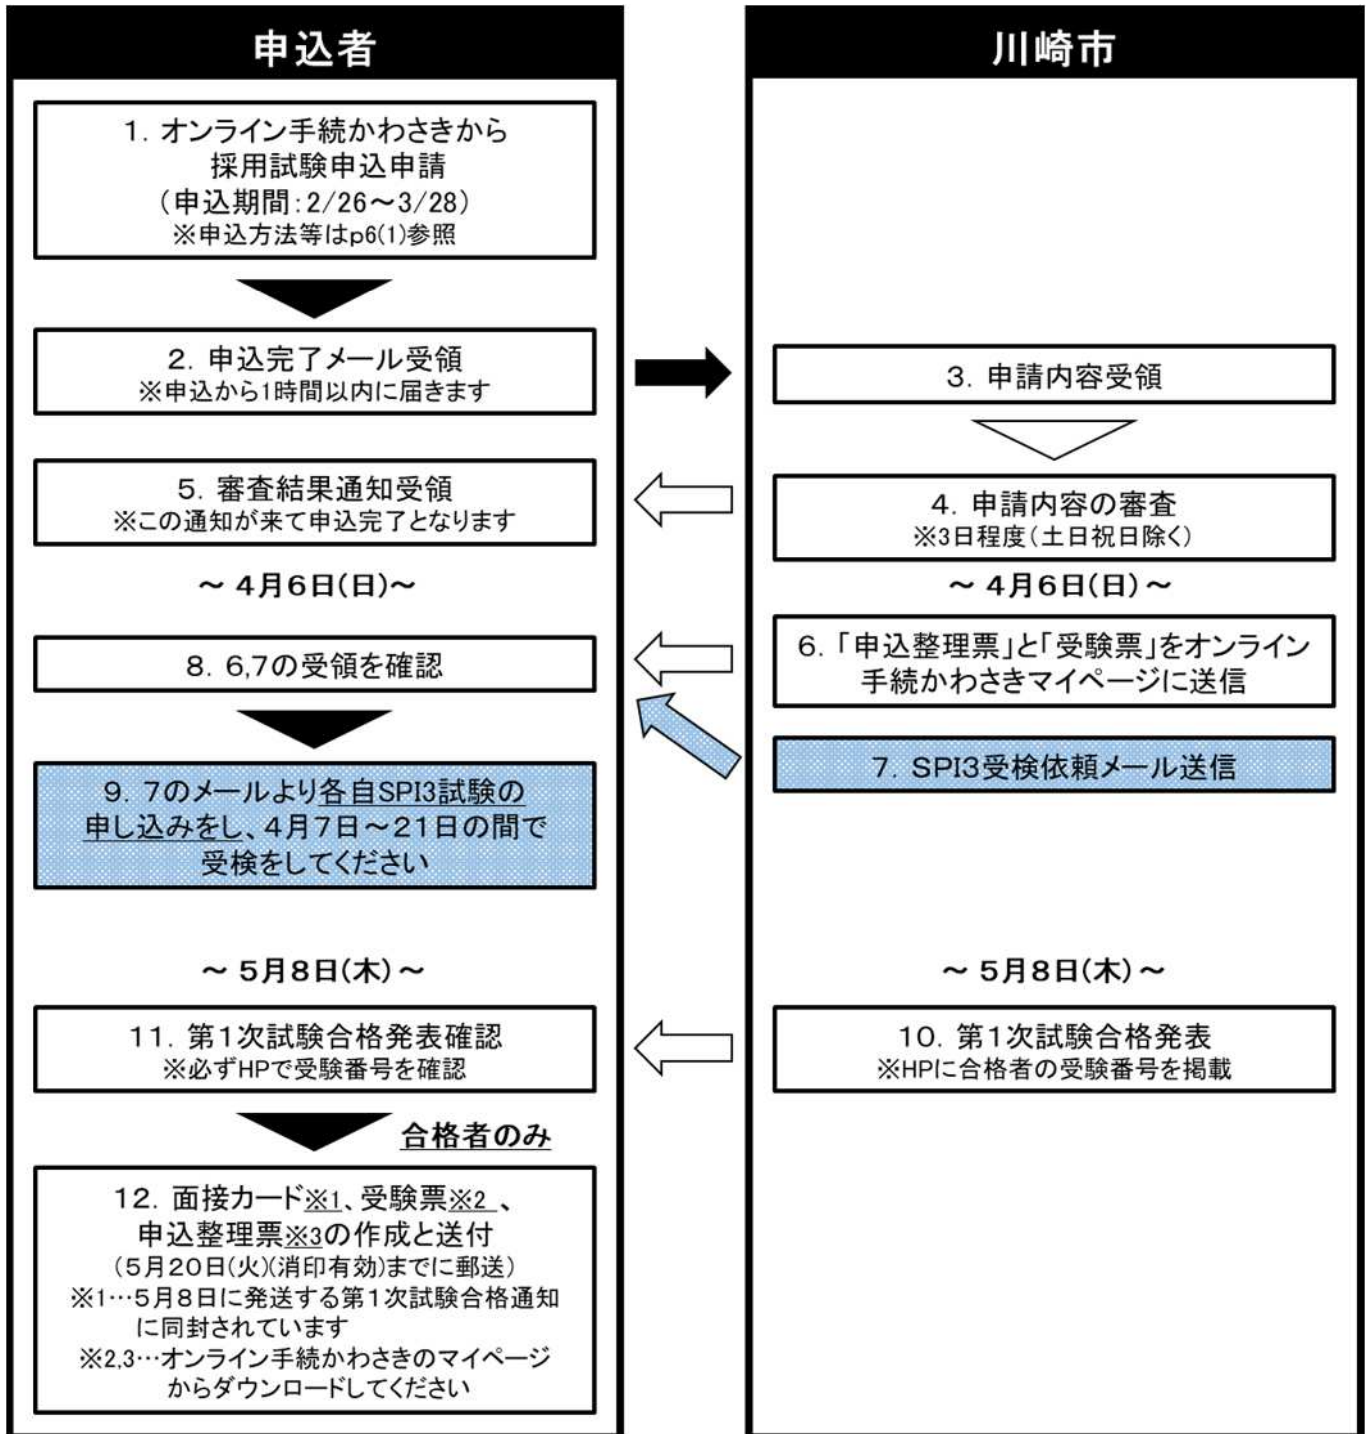 申込者
1．オンライン手続かわさきから
採用試験申込申請
（申込期間：2/26～3/28）
※申込方法等はp6(1)参照
2．申込完了メール受領
※申込から1時間以内に届きます
5．審査結果通知受領
※この通知が来て申込完了となります
～ 4月6日(日)～
8．6,7の受領を確認
9．7のメールより各自SPI3試験の
申し込みをし、4月7日～21日の間で
受検をしてください
～ 5月8日(木)～
11．第1次試験合格発表確認
※必ずHPで受験番号を確認
合格者のみ
12．面接カード※1、受験票※2 、
申込整理票※3の作成と送付
（5月20日(火)(消印有効)までに郵送）
※1…5月8日に発送する第1次試験合格通知
に同封されています
※2,3…オンライン手続かわさきのマイページ
からダウンロードしてください
川崎市
3．申請内容受領
4．申請内容の審査
※3日程度（土日祝日除く）
～ 4月6日(日)～
6．「申込整理票」と「受験票」をオンライン
手続かわさきマイページに送信
7．SPI3受検依頼メール送信
～ 5月8日(木)～
10．第1次試験合格発表
※HPに合格者の受験番号を掲載